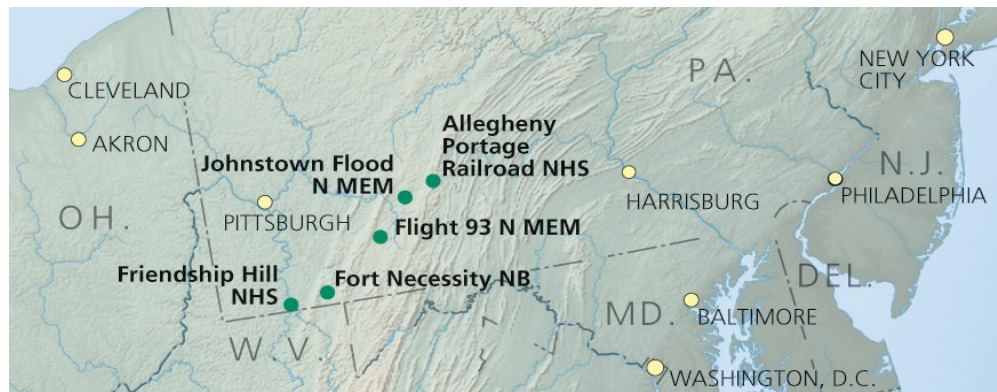 NEW YORK
CITY
PA.
CLEVELAND
AKRON
Allegheny
Portage
Railroad NHS
Johnstown Flood
N MEM
N.J.
PHILADELPHIA
HARRISBURG
OH.
PITTSBURGH
Flight 93 N MEM
Friendship Hill
NHS
Fort Necessity NB
DEL.
MD.
BALTIMORE
W.V.
WASHINGTON, D.C.